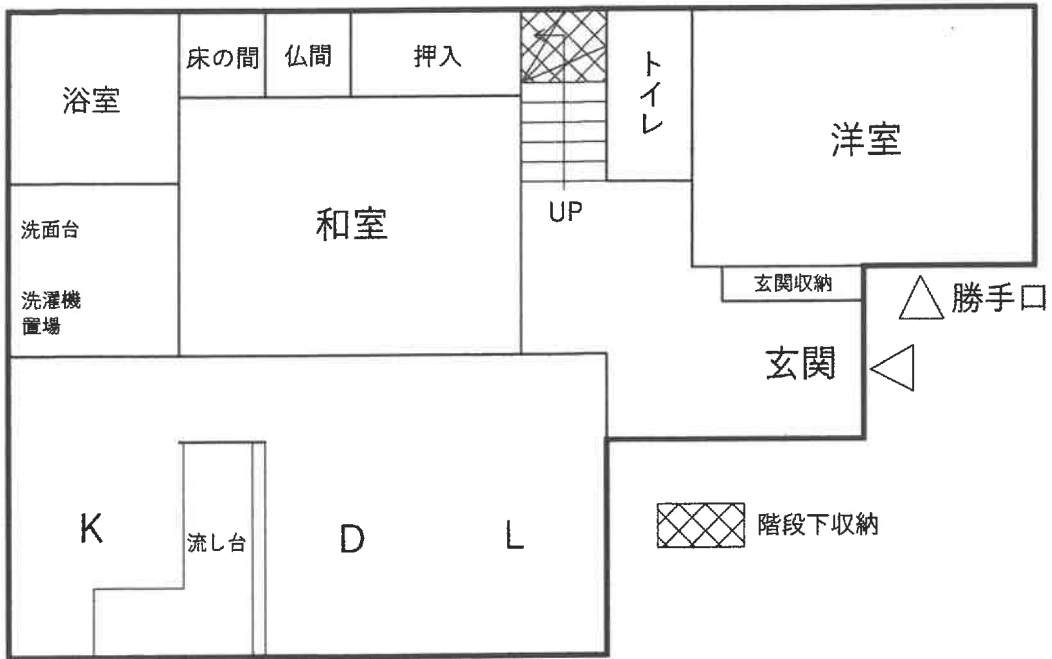 床の間
仏間
押入
トイレ
浴室
洋室
和室
UP
洗面台
洗濯機
置場
玄関収納
勝手口
玄関
K
流し台
D
L
階段下収納